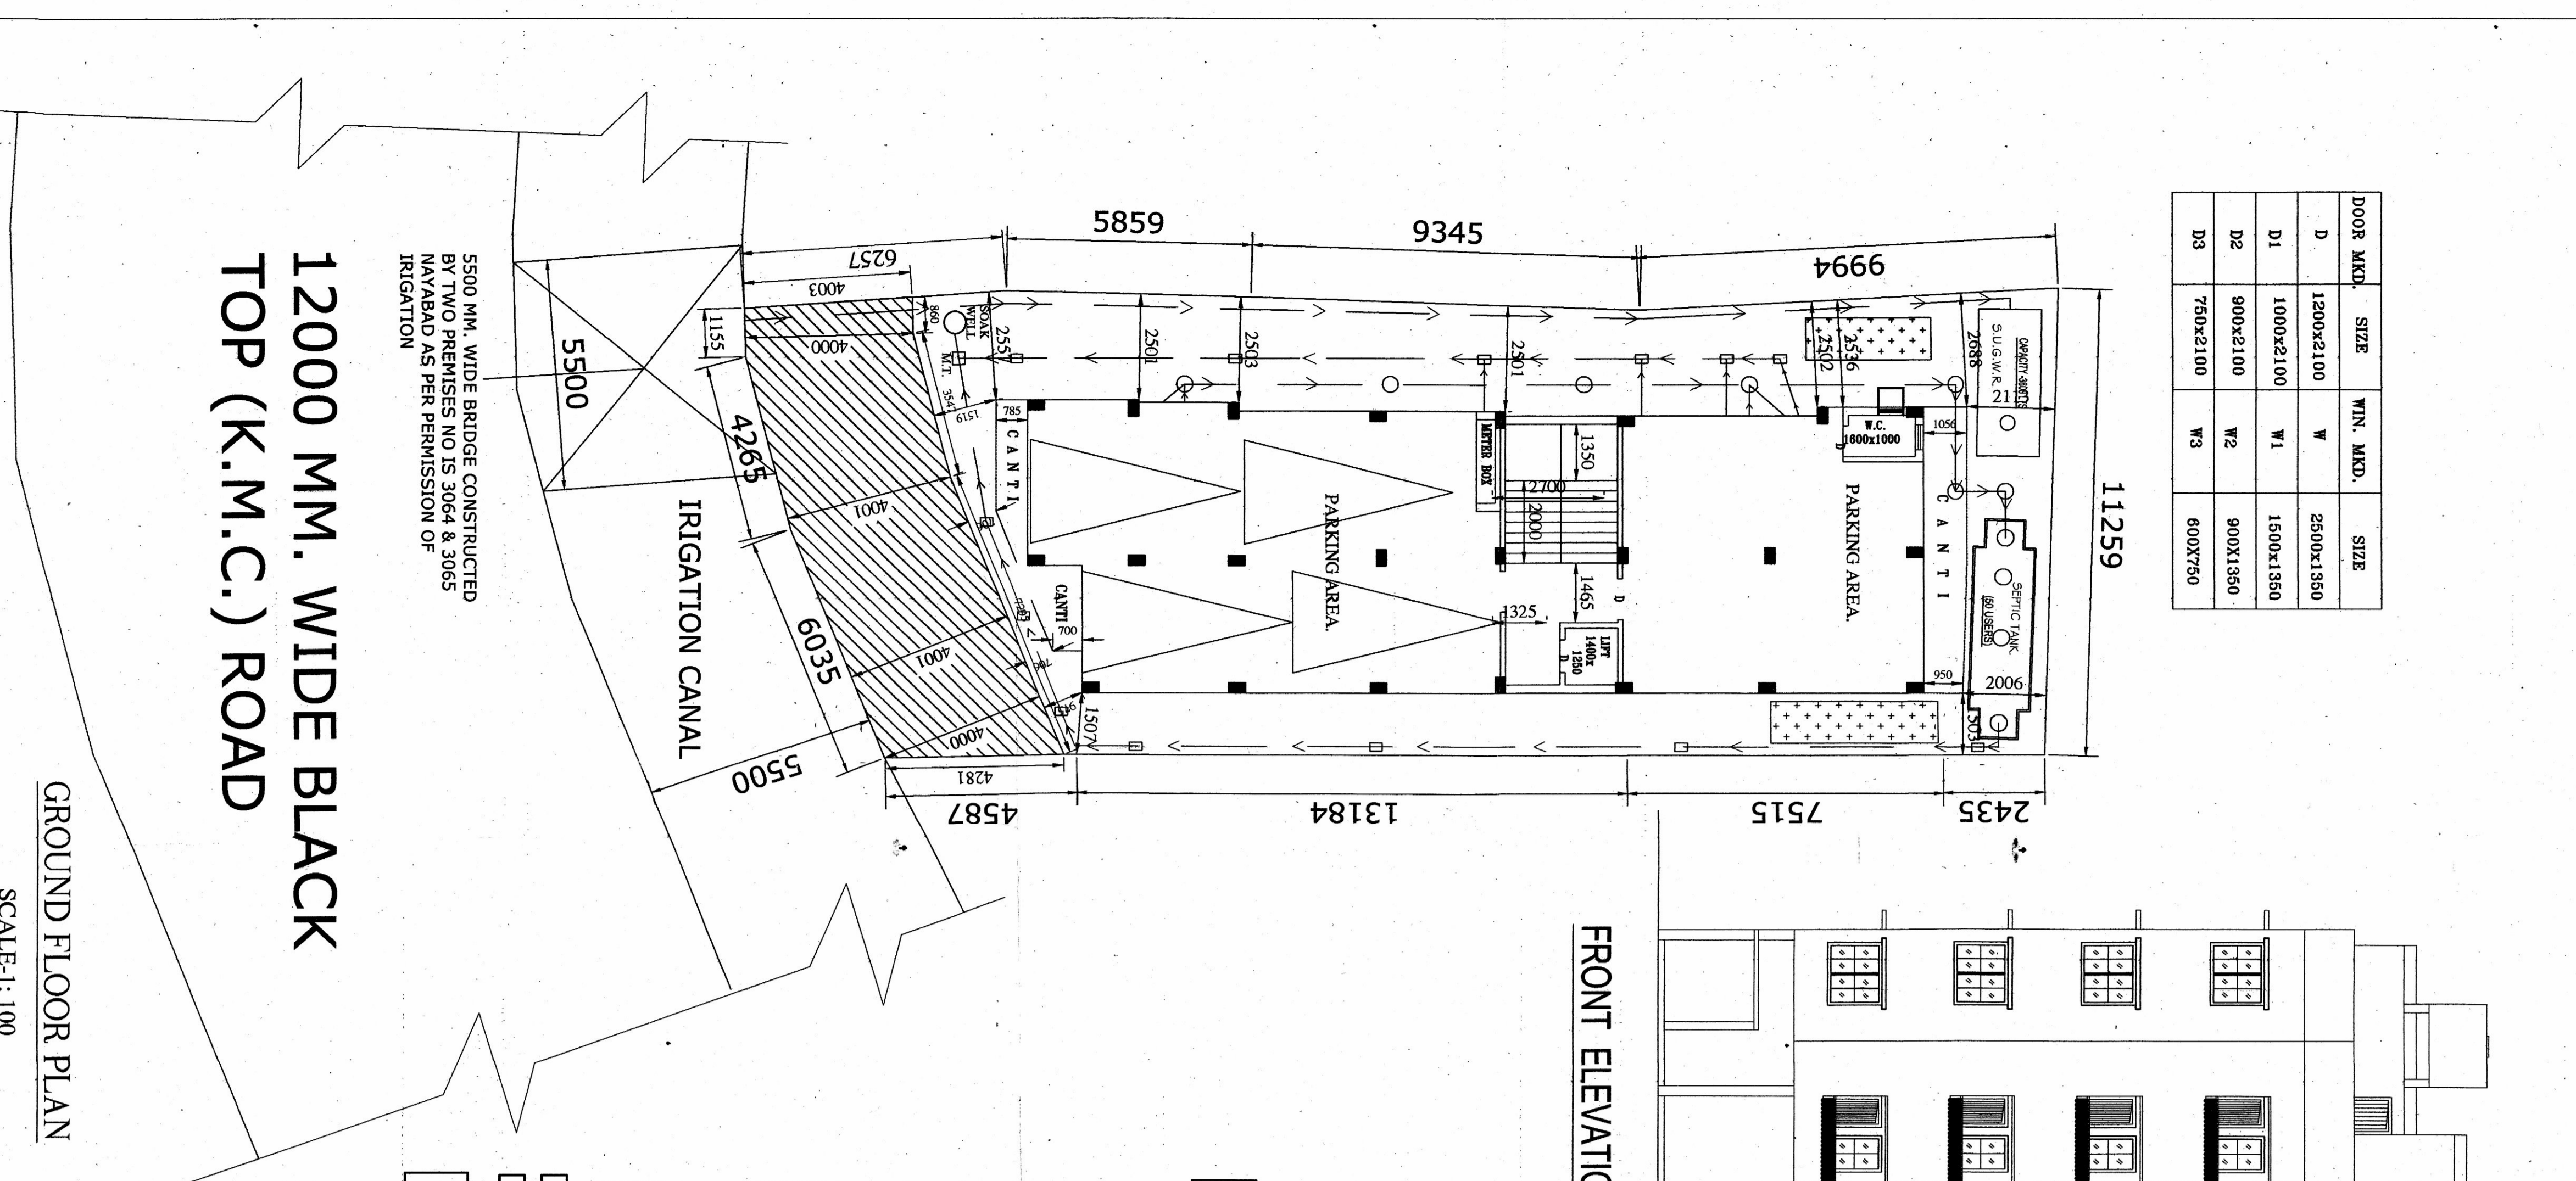 DOOR MKD. SIZE WIN. MKD. SIZE
D 1200x2100 W 2500x1350
D1 1000x2100 W1 1500x1350
D2 900x2100 W2 900X1350
D3 750x2100 W3 600X750
11259
9994
9345
5859
6257
4003
1155
4000
860
SOAK
WELL
M.T.
1519
2501
2503
2501
2502
2536
2688
CAPACITY-
S.U.G.W.R.
W.C.
1600x1000
D
1056
CANTI
SEPTIC TANK.
(50 USERS)
2006
950
PARKING AREA.
METER BOX
1350
2700
2000
1465
D
1325
LIFT
1400x
1250
D
PARKING AREA.
785
CANTI
CANTI
700
706
1507
4001
4001
4000
4281
4587
13184
7515
2435
5500
4265
6035
5500
IRIGATION CANAL
5500 MM. WIDE BRIDGE CONSTRUCTED
BY TWO PREMISES NO IS 3064 & 3065
NAYABAD AS PER PERMISSION OF
IRIGATION
12000 MM. WIDE BLACK
TOP (K.M.C.) ROAD
GROUND FLOOR PLAN
SCALE-1: 100
FRONT ELEVATIO